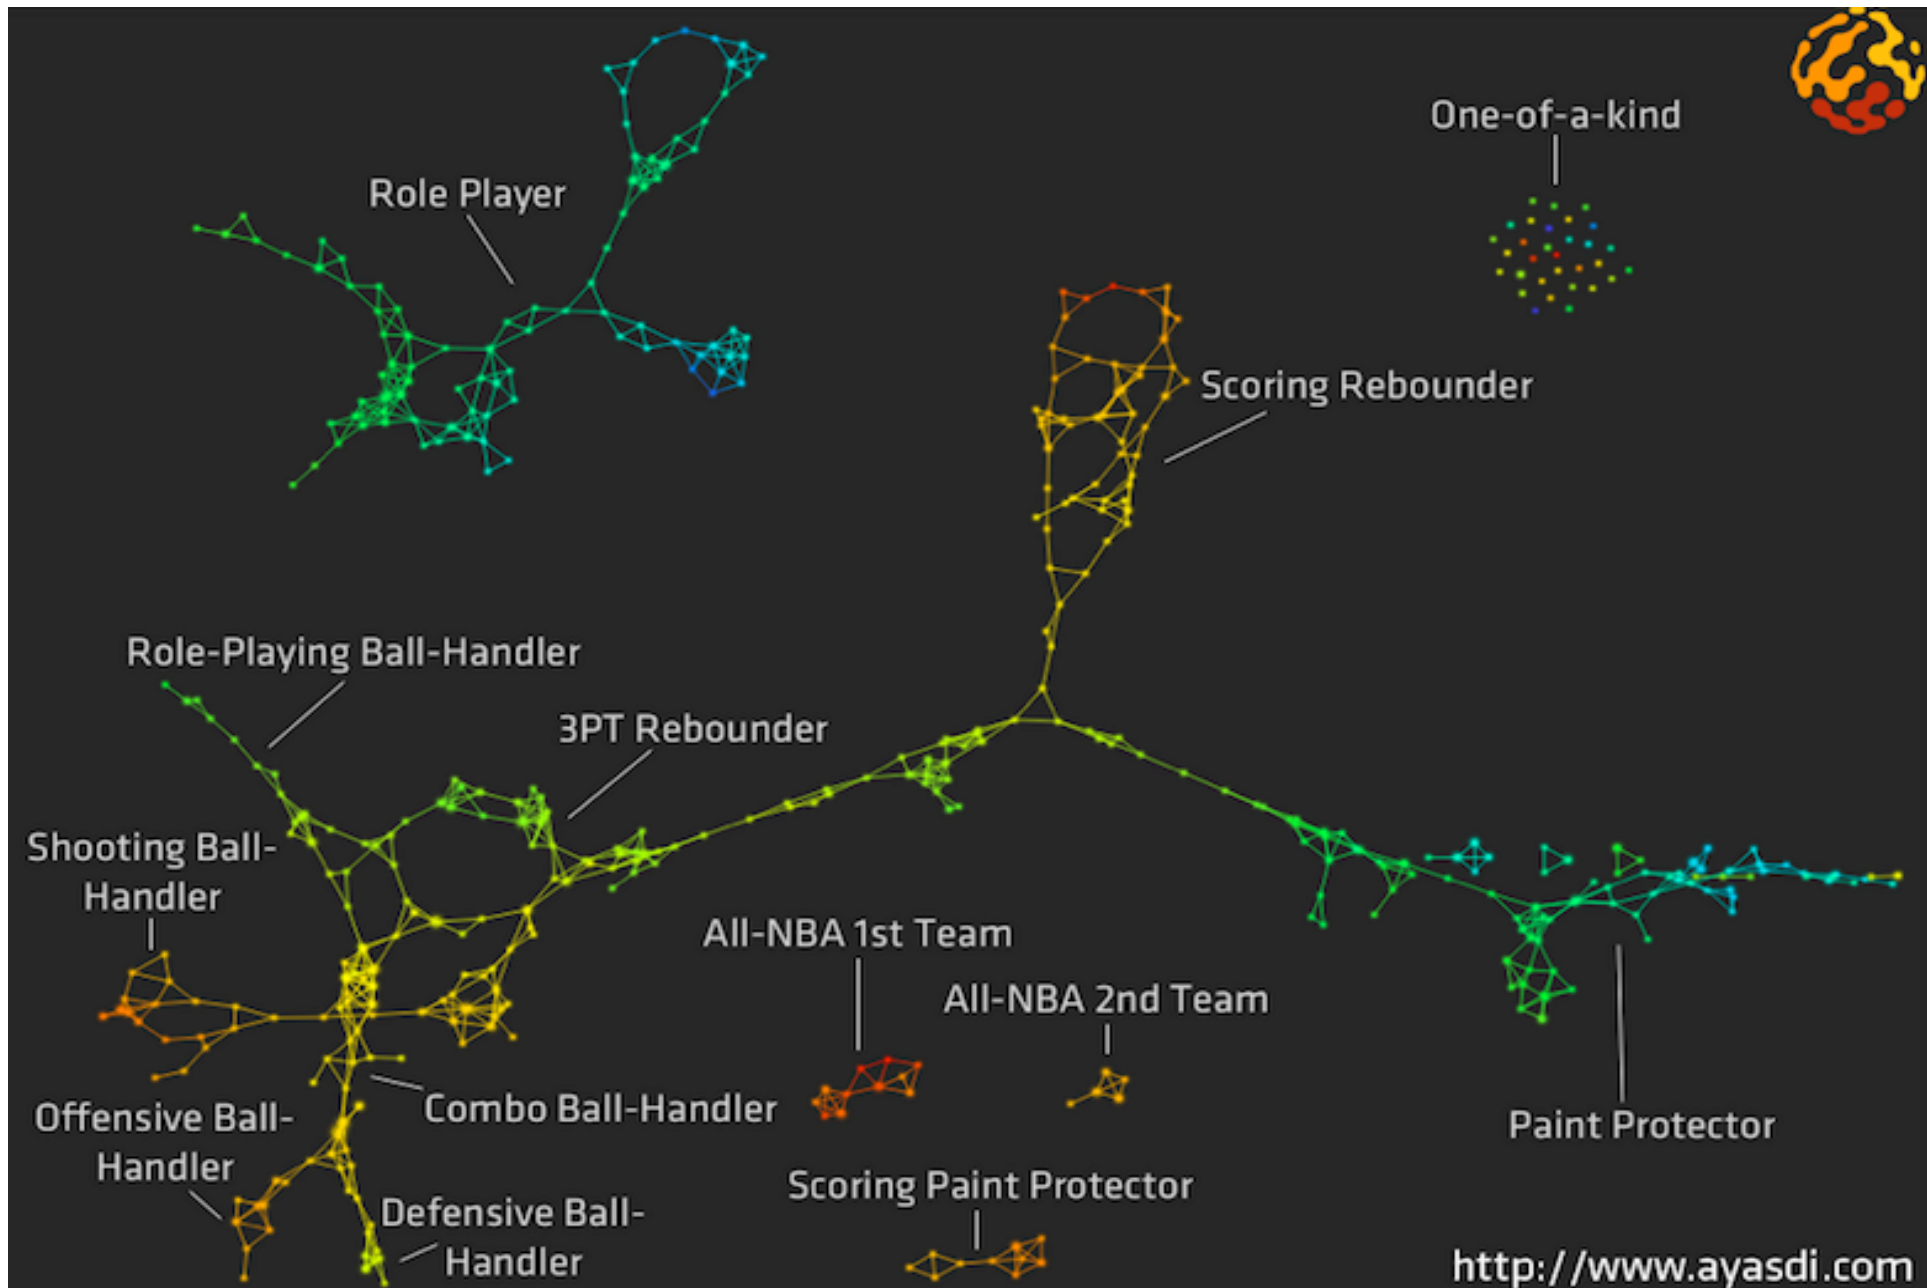 One-of-a-kind
Role Player
Scoring Rebounder
Role-Playing Ball-Handler
3PT Rebounder
Shooting Ball-
Handler
All-NBA 1st Team
All-NBA 2nd Team
Combo Ball-Handler
Offensive Ball-
Handler
Paint Protector
Scoring Paint Protector
Defensive Ball-
Handler
http://www.ayasdi.com